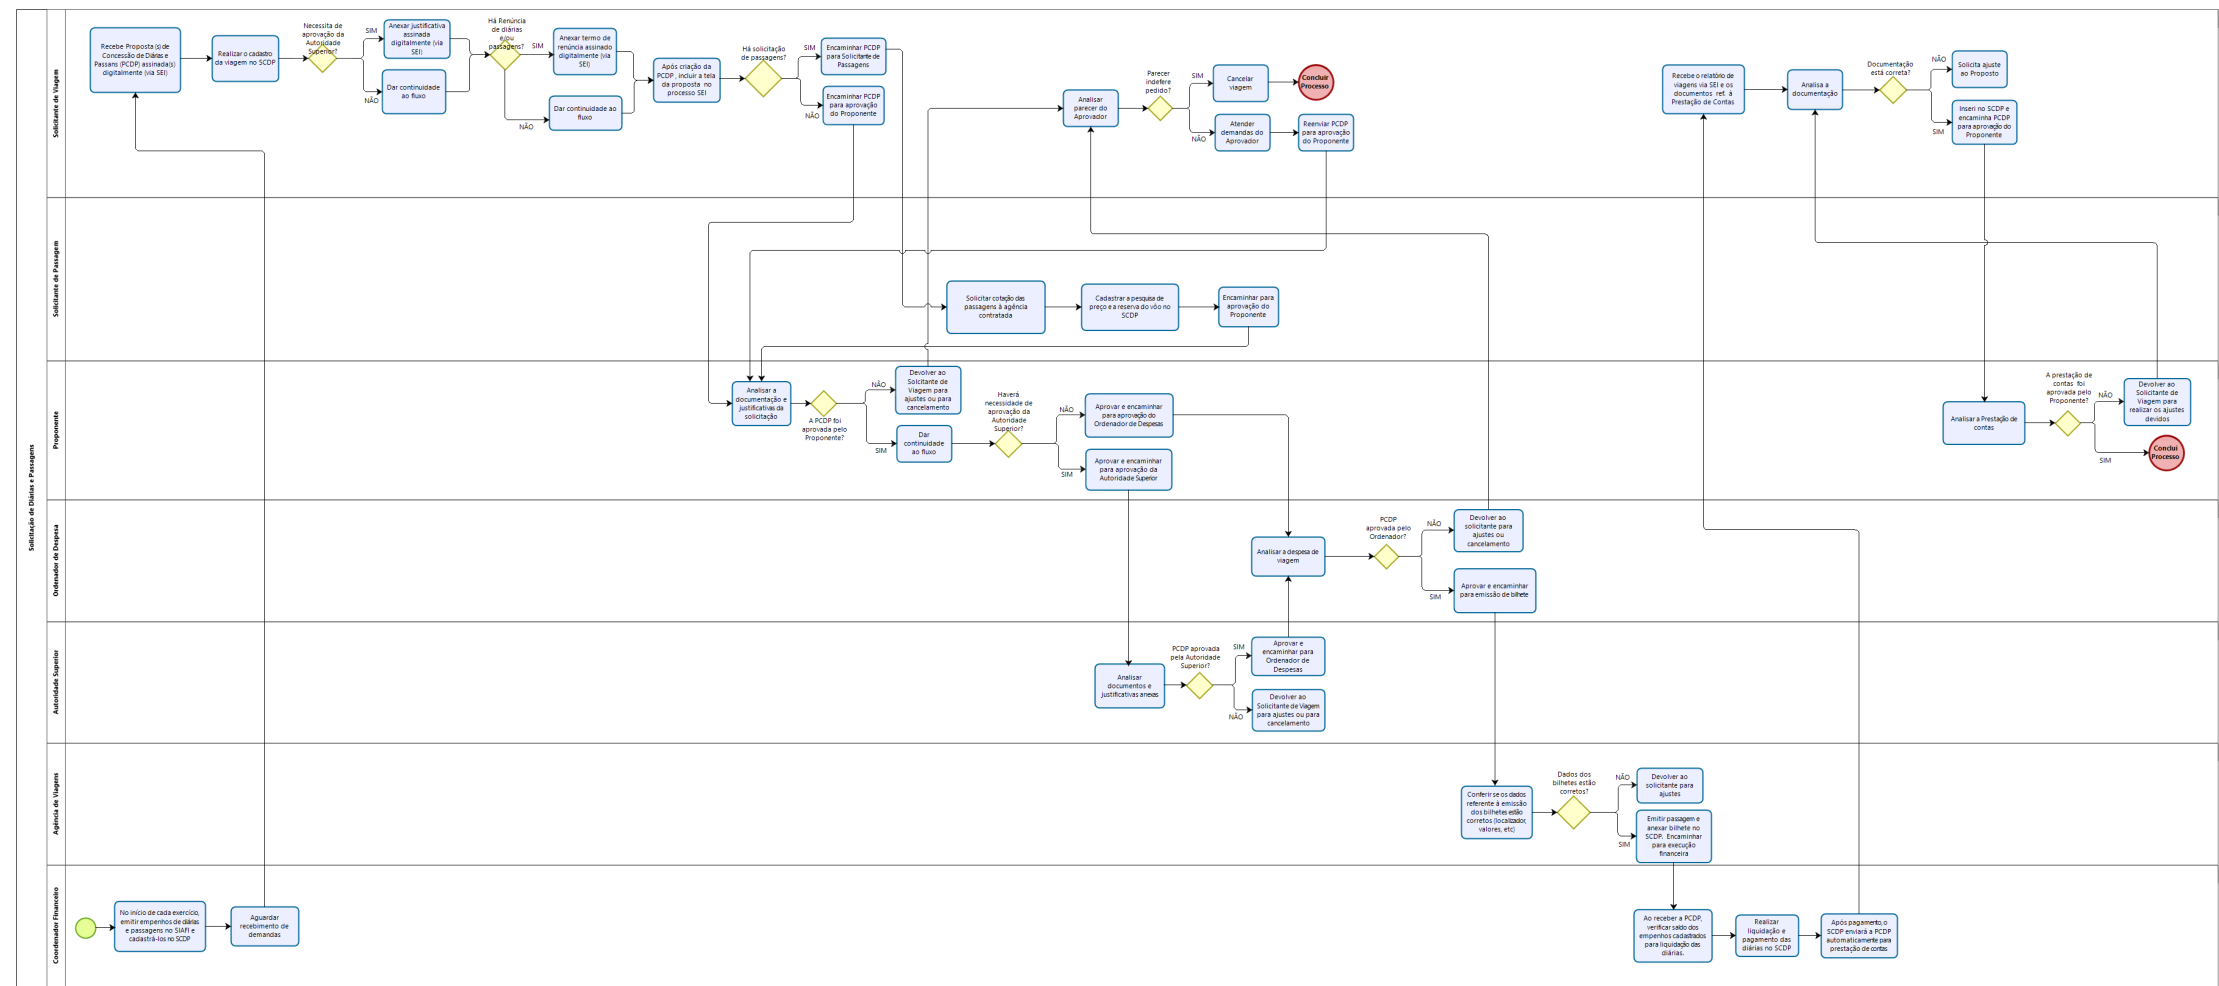 Solicitação de Diárias e Passagens
Solicitante de Viagem
Recebe Proposta (s) de
Concessão de Diárias e
Passans (PCDP) assinada(s)
digitalmente (via SEI)
Realizar o cadastro
da viagem no SCDP
Necessita de
aprovação da
Autoridade
Superior?
SIM
NÃO
Anexar justificativa
assinada
digitalmente (via
SEI)
Dar continuidade
ao fluxo
Há Renúncia
de diárias
e/ou
passagens?
SIM
NÃO
Anexar termo de
renúncia assinado
digitalmente (via
SEI)
Dar continuidade ao
fluxo
Após criação da
PCDP , incluir a tela
da proposta no
processo SEI
Há solicitação
de passagens?
SIM
NÃO
Encaminhar PCDP
para Solicitante de
Passagens
Encaminhar PCDP
para aprovação
do Proponente
Analisar
parecer do
Aprovador
Parecer
indefere
pedido?
SIM
NÃO
Cancelar
viagem
Concluir
Processo
Atender
demandas do
Aprovador
Reenviar PCDP
para aprovação
do Proponente
Recebe o relatório de
viagens via SEI e os
documentos ref. à
Prestação de Contas
Analisa a
documentação
Documentação
está correta?
NÃO
SIM
Solicita ajuste
ao Proposto
Inseri no SCDP e
encaminha PCDP
para aprovação do
Proponente
Solicitante de Passagem
Solicitar cotação das
passagens à agência
contratada
Cadastrar a pesquisa de
preço e a reserva do vôo no
SCDP
Encaminhar para
aprovação do
Proponente
Proponente
Analisar a
documentação e
justificativas da
solicitação
A PCDP foi
aprovada pelo
Proponente?
NÃO
SIM
Devolver ao
Solcitante de
Viagem para
ajustes ou para
cancelamento
Dar
continuidade
ao fluxo
Haverá
necessidade de
aprovação da
Autoridade
Superior?
NÃO
SIM
Aprovar e encaminhar
para aprovação do
Ordenador de Despesas
Aprovar e encaminhar
para aprovação da
Autoridade Superior
Analisar a Prestação de
contas
A prestação de
contas foi
aprovada pelo
Proponente?
NÃO
SIM
Devolver ao
Solicitante de
Viagem para
realizar os ajustes
devidos
Conclui
Processo
Ordenador de Despesa
Analisar a despesa de
viagem
PCDP
aprovada pelo
Ordenador?
NÃO
SIM
Devolver ao
solicitante para
ajustes ou
cancelamento
Aprovar e encaminhar
para emissão de bilhete
Autoridade Superior
Analisar
documentos e
justificativas anexas
PCDP aprovada
pela Autoridade
Superior?
SIM
NÃO
Aprovar e
encaminhar para
Ordenador de
Despesas
Devolver ao
Solicitante de Viagem
para ajustes ou para
cancelamento
Agência de Viagens
Conferir se os dados
referente à emissão
dos bilhetes estão
corretos (localizador,
valores, etc)
Dados dos
bilhetes estão
corretos?
NÃO
SIM
Devolver ao
solicitante para
ajustes
Emitir passagem e
anexar bilhete no
SCDP. Encaminhar
para execução
financeira
Coordenador Financeiro
No início de cada exercício,
emitir empenhos de diárias
e passagens no SIAFI e
cadastrá-los no SCDP
Aguardar
recebimento de
demandas
Ao receber a PCDP,
verificar saldo dos
empenhos cadastrados
para liquidação das
diárias.
Realizar
liquidação e
pagamento das
diárias no SCDP
Após pagamento, o
SCDP enviará a PCDP
automaticamente para
prestação de contas